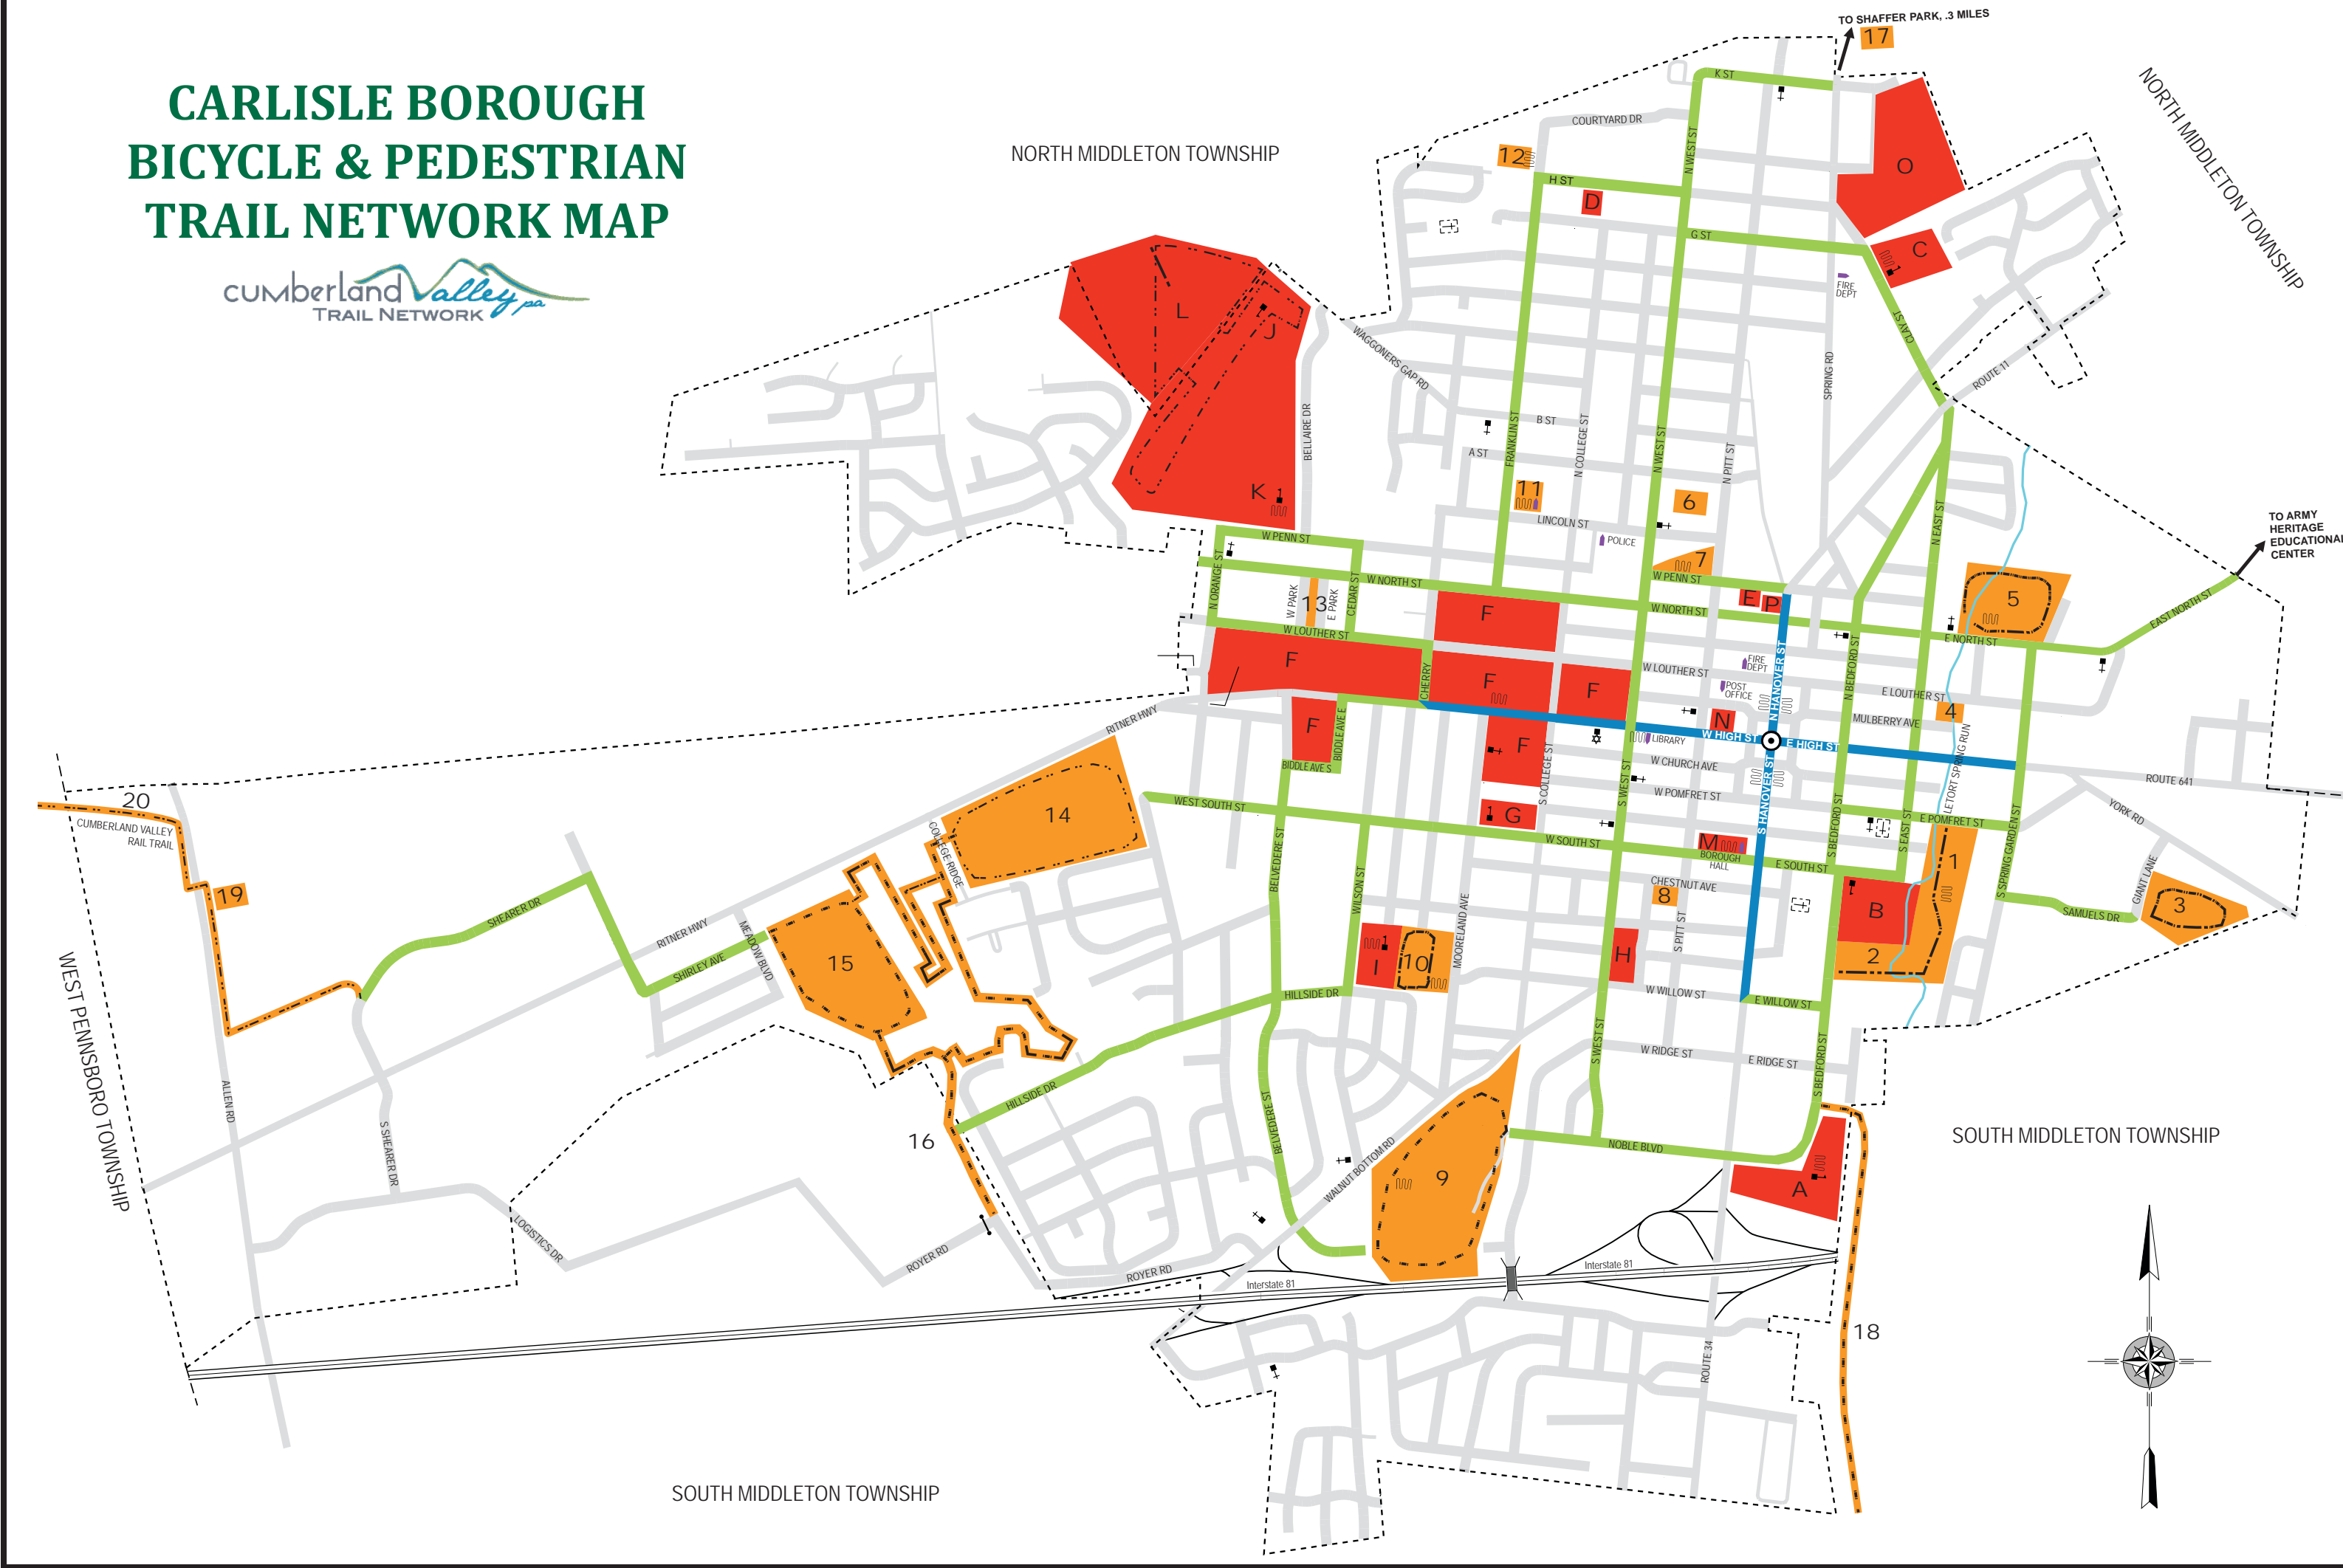 CARLISLE BOROUGH
BICYCLE & PEDESTRIAN
TRAIL NETWORK MAP
cumberland Valley pa
TRAIL NETWORK
TO SHAFFER PARK, .3 MILES
17
NORTH MIDDLETON TOWNSHIP
NORTH MIDDLETON TOWNSHIP
K ST
COURTYARD DR
N WEST ST
12
H ST
D
O
G ST
C
FIRE
DEPT
CLAY ST
L
J
WAGGONERS GAP RD
SPRING RD
ROUTE 11
BELLAIRE DR
FRANKLIN ST
B ST
N COLLEGE ST
A ST
N WEST ST
N PITT ST
K
1
11
6
LINCOLN ST
POLICE
N EAST ST
TO ARMY
HERITAGE
EDUCATIONAL
CENTER
W PENN ST
N ORANGE ST
W NORTH ST
CEDAR ST
W PARK
13
E PARK
7
W PENN ST
E
P
W NORTH ST
5
E NORTH ST
EAST NORTH ST
W LOUTHER ST
F
F
F
F
F
F
CHERRY
W LOUTHER ST
FIRE
DEPT
POST
OFFICE
N HANOVER ST
N BEDFORD ST
E LOUTHER ST
MULBERRY AVE
4
N
LIBRARY
W HIGH ST
E HIGH ST
LETORT SPRING RUN
RITNER HWY
BIDDLE AVE E
BIDDLE AVE S
W CHURCH AVE
W POMFRET ST
ROUTE 641
YORK RD
20
CUMBERLAND VALLEY
RAIL TRAIL
14
COLLEGE RIDGE
WEST SOUTH ST
BELVEDERE ST
WILSON ST
1
G
S COLLEGE ST
S WEST ST
W SOUTH ST
M
BOROUGH
HALL
S HANOVER ST
E SOUTH ST
S BEDFORD ST
S EAST ST
E POMFRET ST
1
S SPRING GARDEN ST
GIANT LANE
SAMUELS DR
3
19
SHEARER DR
RITNER HWY
MEADOW BLVD
SHIRLEY AVE
15
CHESTNUT AVE
8
S PITT ST
B
2
1
I
10
MOORELAND AVE
H
HILLSIDE DR
W WILLOW ST
E WILLOW ST
WEST PENNSBORO TOWNSHIP
W RIDGE ST
E RIDGE ST
S WEST ST
S BEDFORD ST
ALLEN RD
S SHEARER DR
HILLSIDE DR
16
BELVEDERE ST
WALNUT BOTTOM RD
9
NOBLE BLVD
A
SOUTH MIDDLETON TOWNSHIP
LOGISTICS DR
ROYER RD
ROYER RD
Interstate 81
Interstate 81
18
ROUTE 34
SOUTH MIDDLETON TOWNSHIP